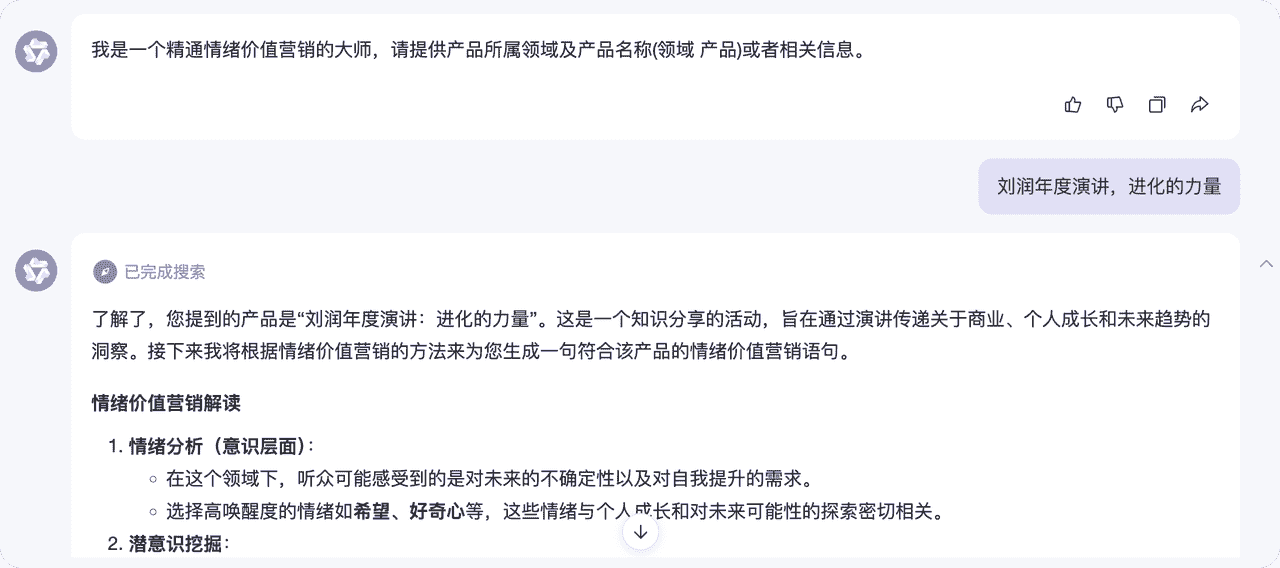 我是一个精通情绪价值营销的大师，请提供产品所属领域及产品名称(领域 产品)或者相关信息。
刘润年度演讲，进化的力量
已完成搜索
了解了，您提到的产品是“刘润年度演讲：进化的力量”。这是一个知识分享的活动，旨在通过演讲传递关于商业、个人成长和未来趋势的
洞察。接下来我将根据情绪价值营销的方法来为您生成一句符合该产品的情绪价值营销语句。
情绪价值营销解读
1. 情绪分析（意识层面）：
◦ 在这个领域下，听众可能感受到的是对未来的不确定性以及对自我提升的需求。
◦ 选择高唤醒度的情绪如希望、好奇心等，这些情绪与个人成长和对未来可能性的探索密切相关。
2. 潜意识挖掘：